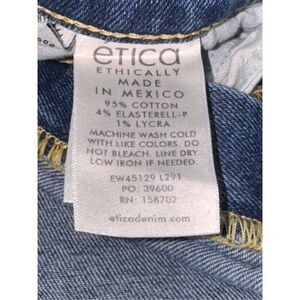 etica
ETHICALLY
MADE
IN MEXICO
95% COTTON
4% ELASTERELL-P
1% LYCRA
MACHINE WASH COLD
WITH LIKE COLORS. DO
NOT BLEACH. LINE DRY.
LOW IRON IF NEEDED.
EW45129 L291
PO: 39600
RN: 158702
eticadenim.com